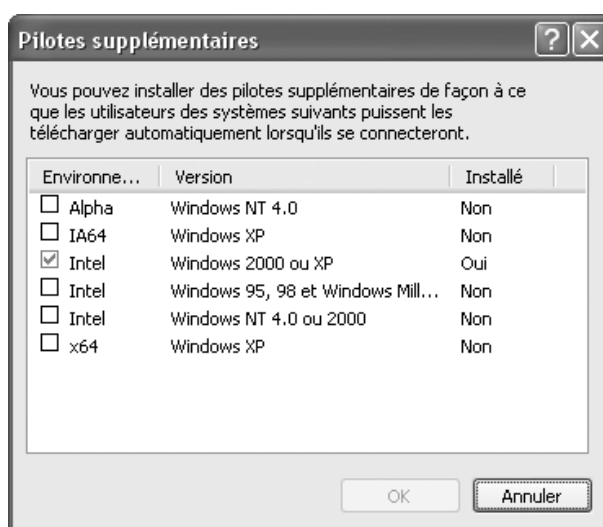 Pilotes supplémentaires
Vous pouvez installer des pilotes supplémentaires de façon à ce
que les utilisateurs des systèmes suivants puissent les
télécharger automatiquement lorsqu'ils se connecteront.
Environne... Version Installé
Alpha Windows NT 4.0 Non
IA64 Windows XP Non
Intel Windows 2000 ou XP Oui
Intel Windows 95, 98 et Windows Mill... Non
Intel Windows NT 4.0 ou 2000 Non
x64 Windows XP Non
OK Annuler